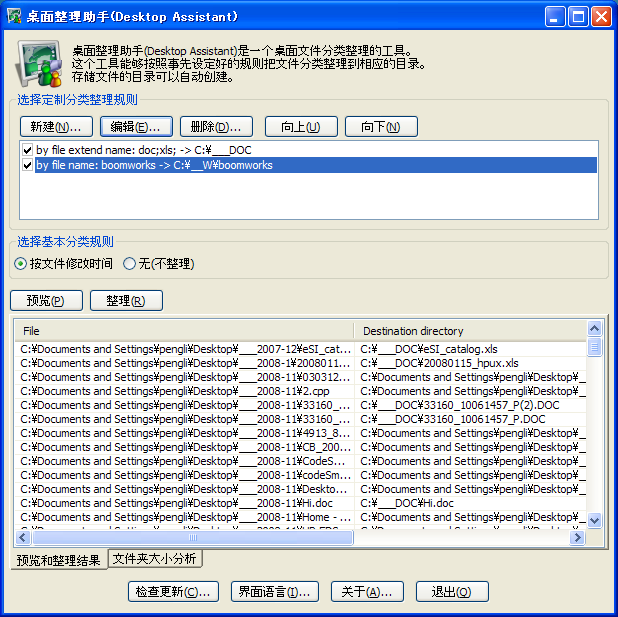 桌面整理助手(Desktop Assistant)
桌面整理助手(Desktop Assistant)是一个桌面文件分类整理的工具。
这个工具能够按照事先设定好的规则把文件分类整理到相应的目录。
存储文件的目录可以自动创建。
选择定制分类整理规则
新建(N)... 编辑(E)... 删除(D)... 向上(U) 向下(N)
by file extend name: doc;xls; -> C:¥___DOC
by file name: boomworks -> C:¥__W¥boomworks
选择基本分类规则
按文件修改时间 无(不整理)
预览(P) 整理(R)
File Destination directory
C:¥Documents and Settings¥pengli¥Desktop¥___2007-12¥eSI_cat... C:¥___DOC¥eSI_catalog.xls
C:¥Documents and Settings¥pengli¥Desktop¥___2008-1¥2008011... C:¥___DOC¥20080115_hpux.xls
C:¥Documents and Settings¥pengli¥Desktop¥___2008-11¥030312... C:¥Documents and Settings¥pengli¥Desktop¥_
C:¥Documents and Settings¥pengli¥Desktop¥___2008-11¥2.cpp C:¥Documents and Settings¥pengli¥Desktop¥_
C:¥Documents and Settings¥pengli¥Desktop¥___2008-11¥33160_... C:¥___DOC¥33160_10061457_P(2).DOC
C:¥Documents and Settings¥pengli¥Desktop¥___2008-11¥33160_... C:¥___DOC¥33160_10061457_P.DOC
C:¥Documents and Settings¥pengli¥Desktop¥___2008-11¥4913_8... C:¥Documents and Settings¥pengli¥Desktop¥_
C:¥Documents and Settings¥pengli¥Desktop¥___2008-11¥CB_200... C:¥Documents and Settings¥pengli¥Desktop¥_
C:¥Documents and Settings¥pengli¥Desktop¥___2008-11¥CodeS... C:¥Documents and Settings¥pengli¥Desktop¥_
C:¥Documents and Settings¥pengli¥Desktop¥___2008-11¥codeSm... C:¥Documents and Settings¥pengli¥Desktop¥_
C:¥Documents and Settings¥pengli¥Desktop¥___2008-11¥Deskto... C:¥Documents and Settings¥pengli¥Desktop¥_
C:¥Documents and Settings¥pengli¥Desktop¥___2008-11¥Hi.doc C:¥___DOC¥Hi.doc
C:¥Documents and Settings¥pengli¥Desktop¥___2008-11¥Home - ... C:¥Documents and Settings¥pengli¥Desktop¥_
预览和整理结果 文件夹大小分析
检查更新(C)... 界面语言(I)... 关于(A)... 退出(O)